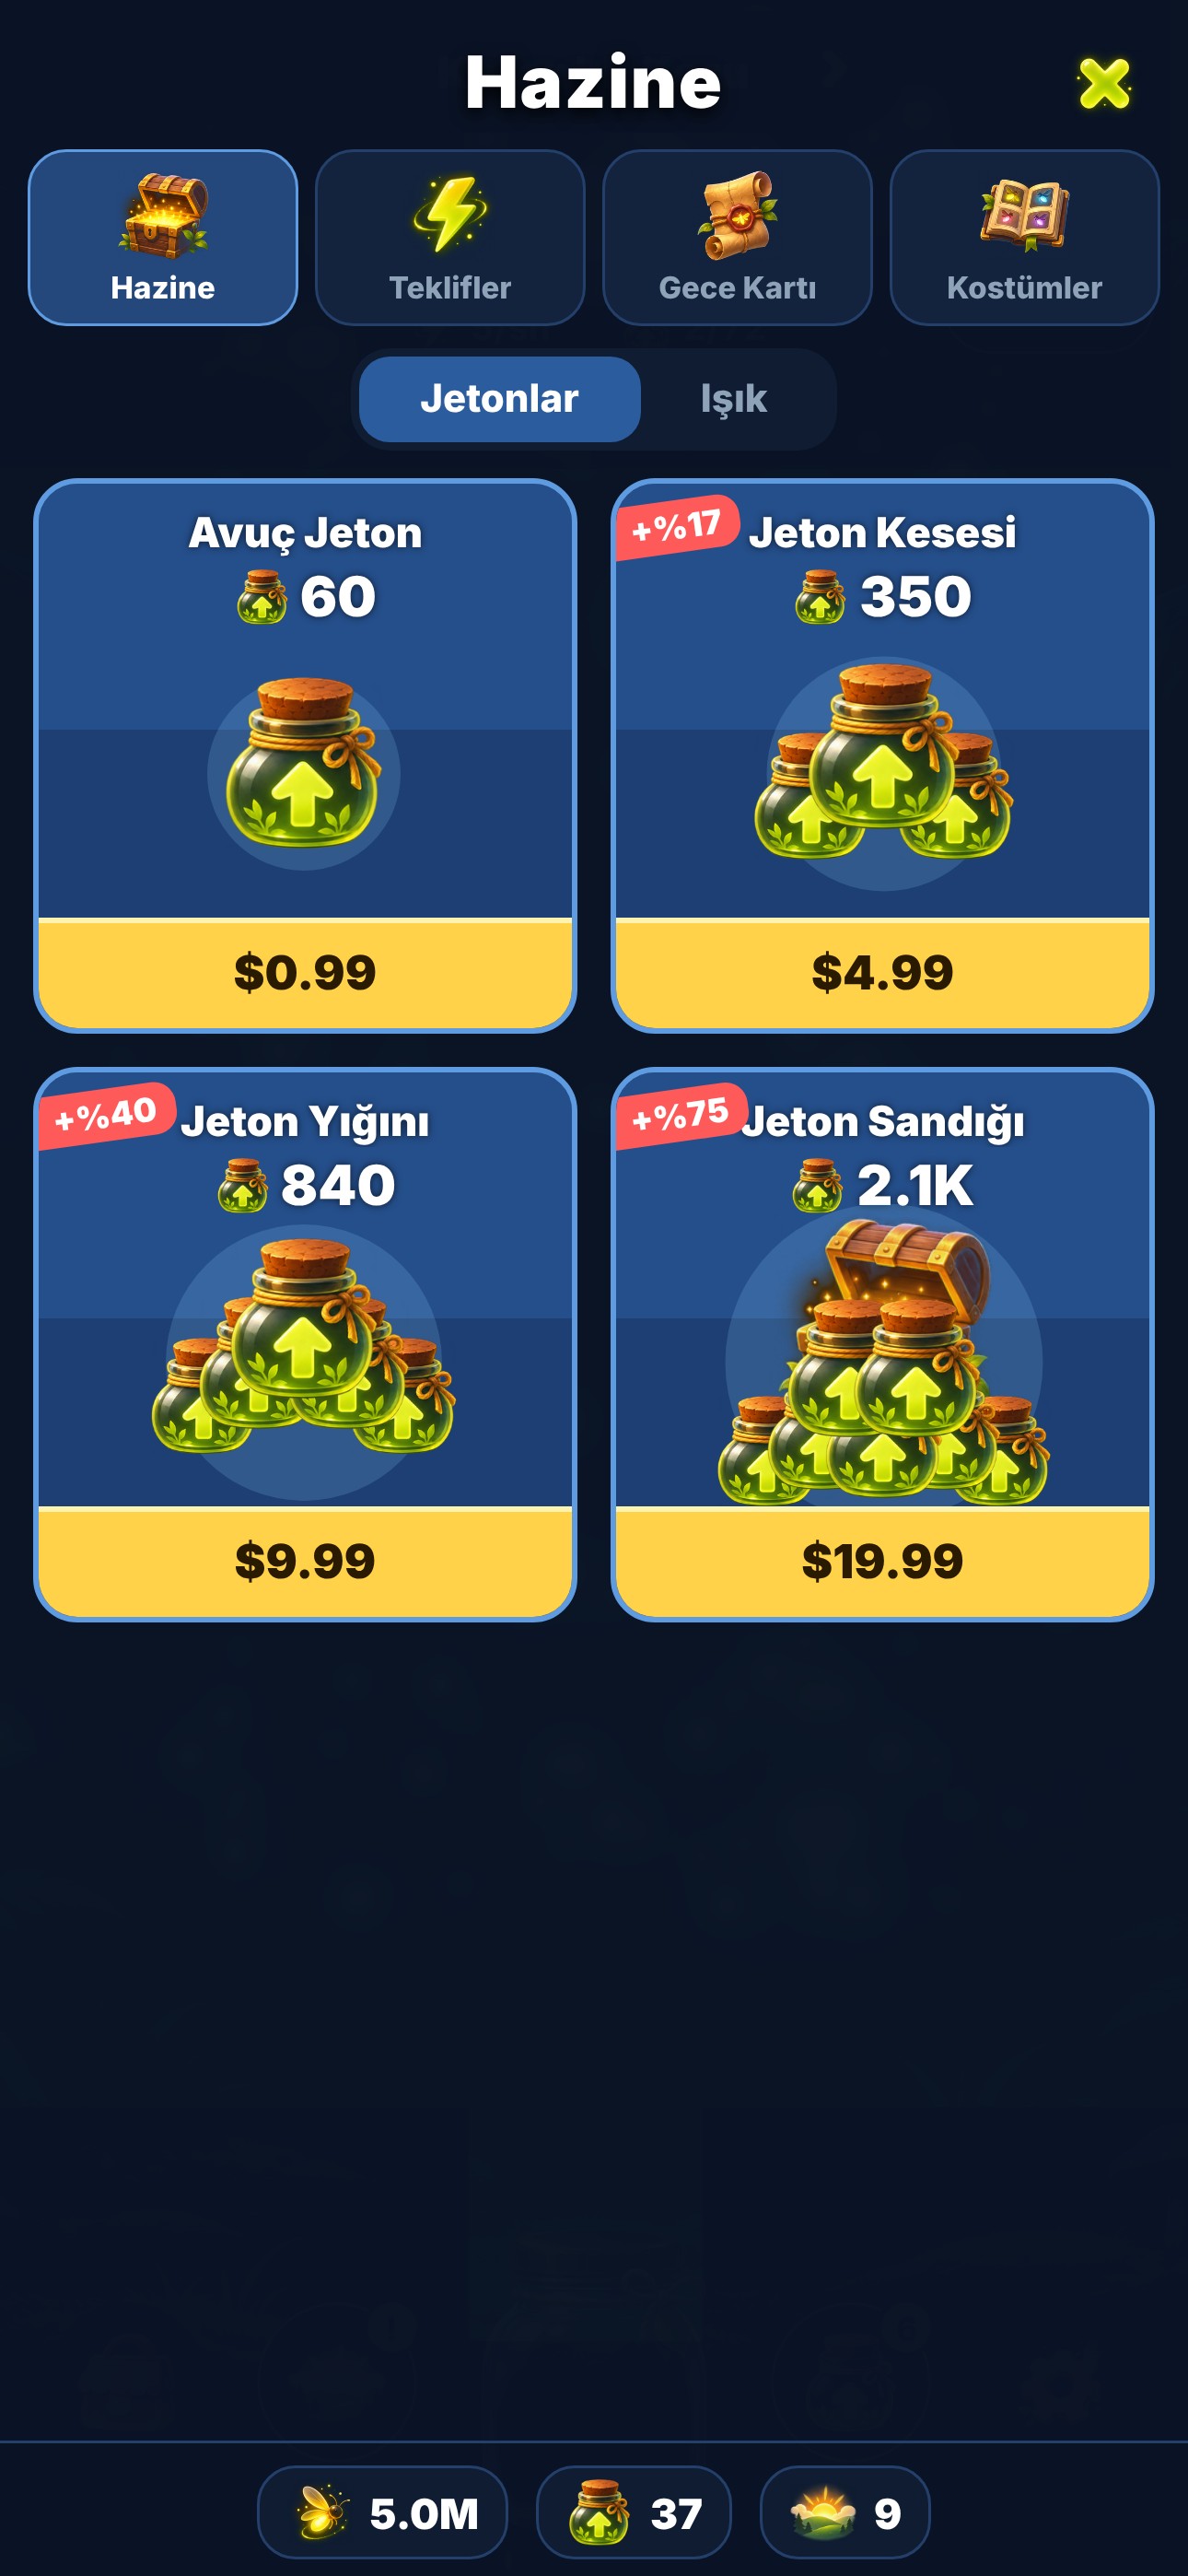 Hazine
Hazine
Teklifler
Gece Kartı
Kostümler
Jetonlar
Işık
Avuç Jeton
60
$0.99
+%17
Jeton Kesesi
350
$4.99
+%40
Jeton Yığını
840
$9.99
+%75
Jeton Sandığı
2.1K
$19.99
5.0M
37
9